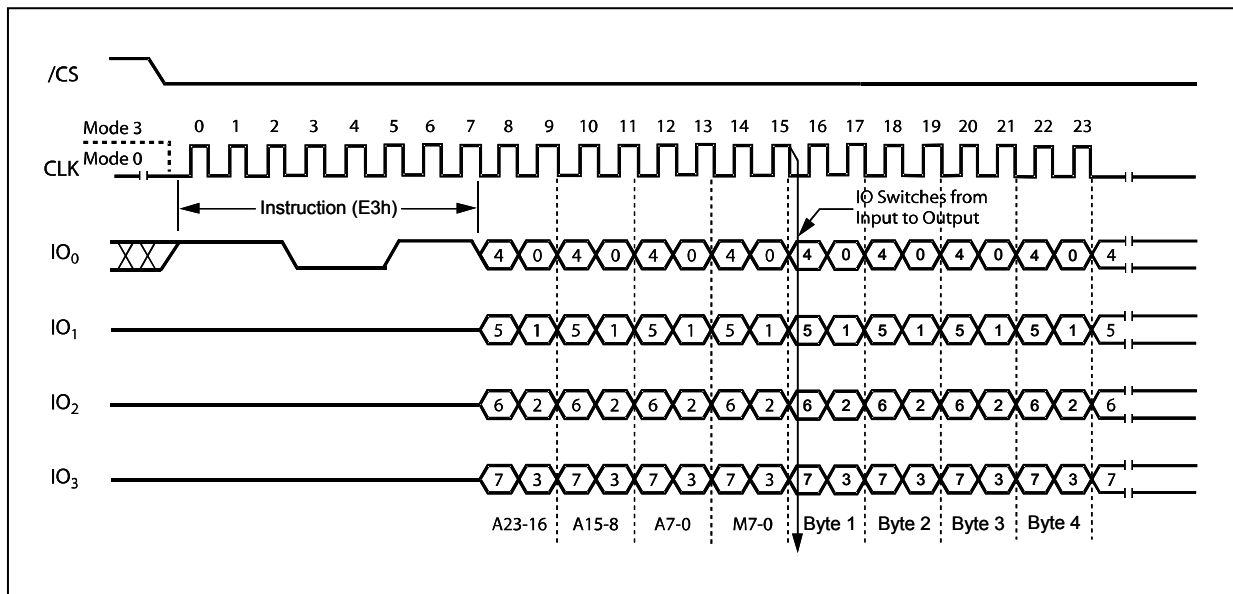 /CS
Mode 3
0 1 2 3 4 5 6 7 8 9 10 11 12 13 14 15 16 17 18 19 20 21 22 23
Mode 0
CLK
Instruction (E3h)
IO Switches from
Input to Output
IO0
4 0 4 0 4 0 4 0 4 0 4 0 4 0 4 0 4
IO1
5 1 5 1 5 1 5 1 5 1 5 1 5 1 5 1 5
IO2
6 2 6 2 6 2 6 2 6 2 6 2 6 2 6 2 6
IO3
7 3 7 3 7 3 7 3 7 3 7 3 7 3 7 3 7
A23-16 A15-8 A7-0 M7-0 Byte 1 Byte 2 Byte 3 Byte 4